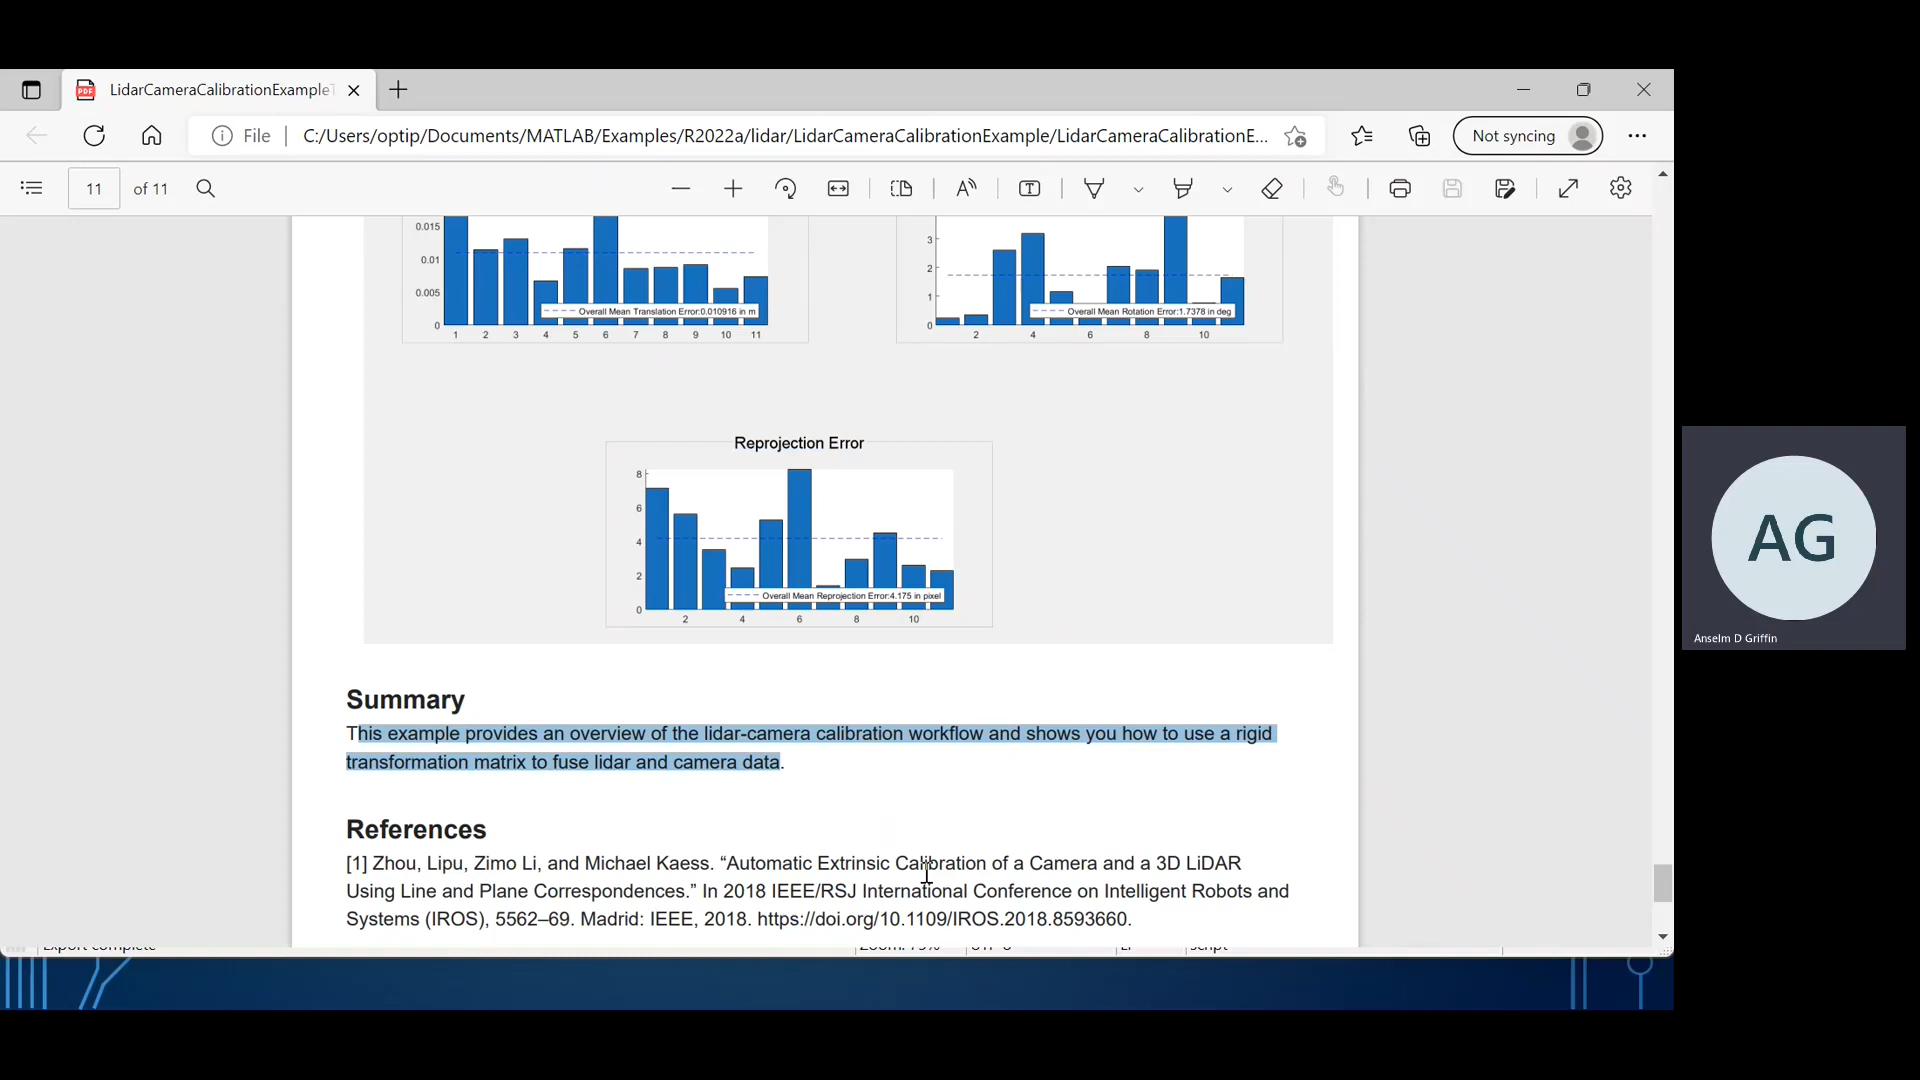 LidarCameraCalibrationExample
File
C:/Users/optip/Documents/MATLAB/Examples/R2022a/lidar/LidarCameraCalibrationExample/LidarCameraCalibrationE...
Not syncing
11 of 11
0.015
0.01
0.005
0
Overall Mean Translation Error:0.010916 in m
1 2 3 4 5 6 7 8 9 10 11
3
2
1
0
Overall Mean Rotation Error:1.7378 in deg
2 4 6 8 10
Reprojection Error
8
6
4
2
0
Overall Mean Reprojection Error:4.175 in pixel
2 4 6 8 10
Summary
This example provides an overview of the lidar-camera calibration workflow and shows you how to use a rigid
transformation matrix to fuse lidar and camera data.
References
[1] Zhou, Lipu, Zimo Li, and Michael Kaess. “Automatic Extrinsic Calibration of a Camera and a 3D LiDAR
Using Line and Plane Correspondences.” In 2018 IEEE/RSJ International Conference on Intelligent Robots and
Systems (IROS), 5562–69. Madrid: IEEE, 2018. https://doi.org/10.1109/IROS.2018.8593660.
Export complete
AG
Anselm D Griffin